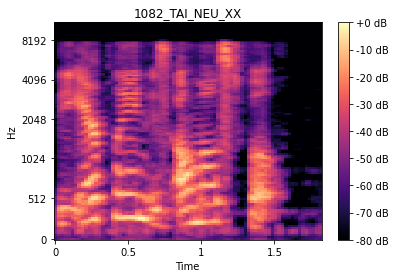 1082_TAI_NEU_XX
+0 dB
8192
-10 dB
-20 dB
4096
-30 dB
2048
-40 dB
Hz
1024
-50 dB
512
-60 dB
-70 dB
0
-80 dB
0
0.5
1
1.5
Time